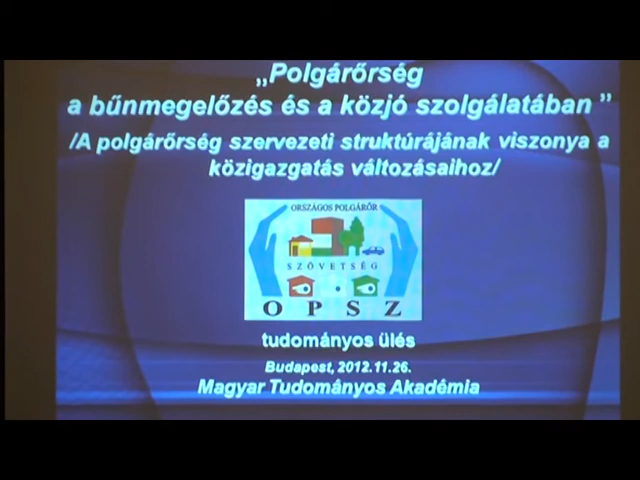 „Polgárőrség
a bűnmegelőzés és a közjó szolgálatában ”
/A polgárőrség szervezeti struktúrájának viszonya a
közigazgatás változásaihoz/
ORSZÁGOS POLGÁRŐR
SZÖVETSÉG
OPSZ
tudományos ülés
Budapest, 2012.11.26.
Magyar Tudományos Akadémia